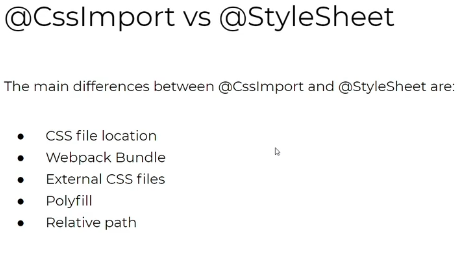 @CssImport vs @StyleSheet
The main differences between @CssImport and @StyleSheet are:
● CSS file location
● Webpack Bundle
● External CSS files
● Polyfill
● Relative path